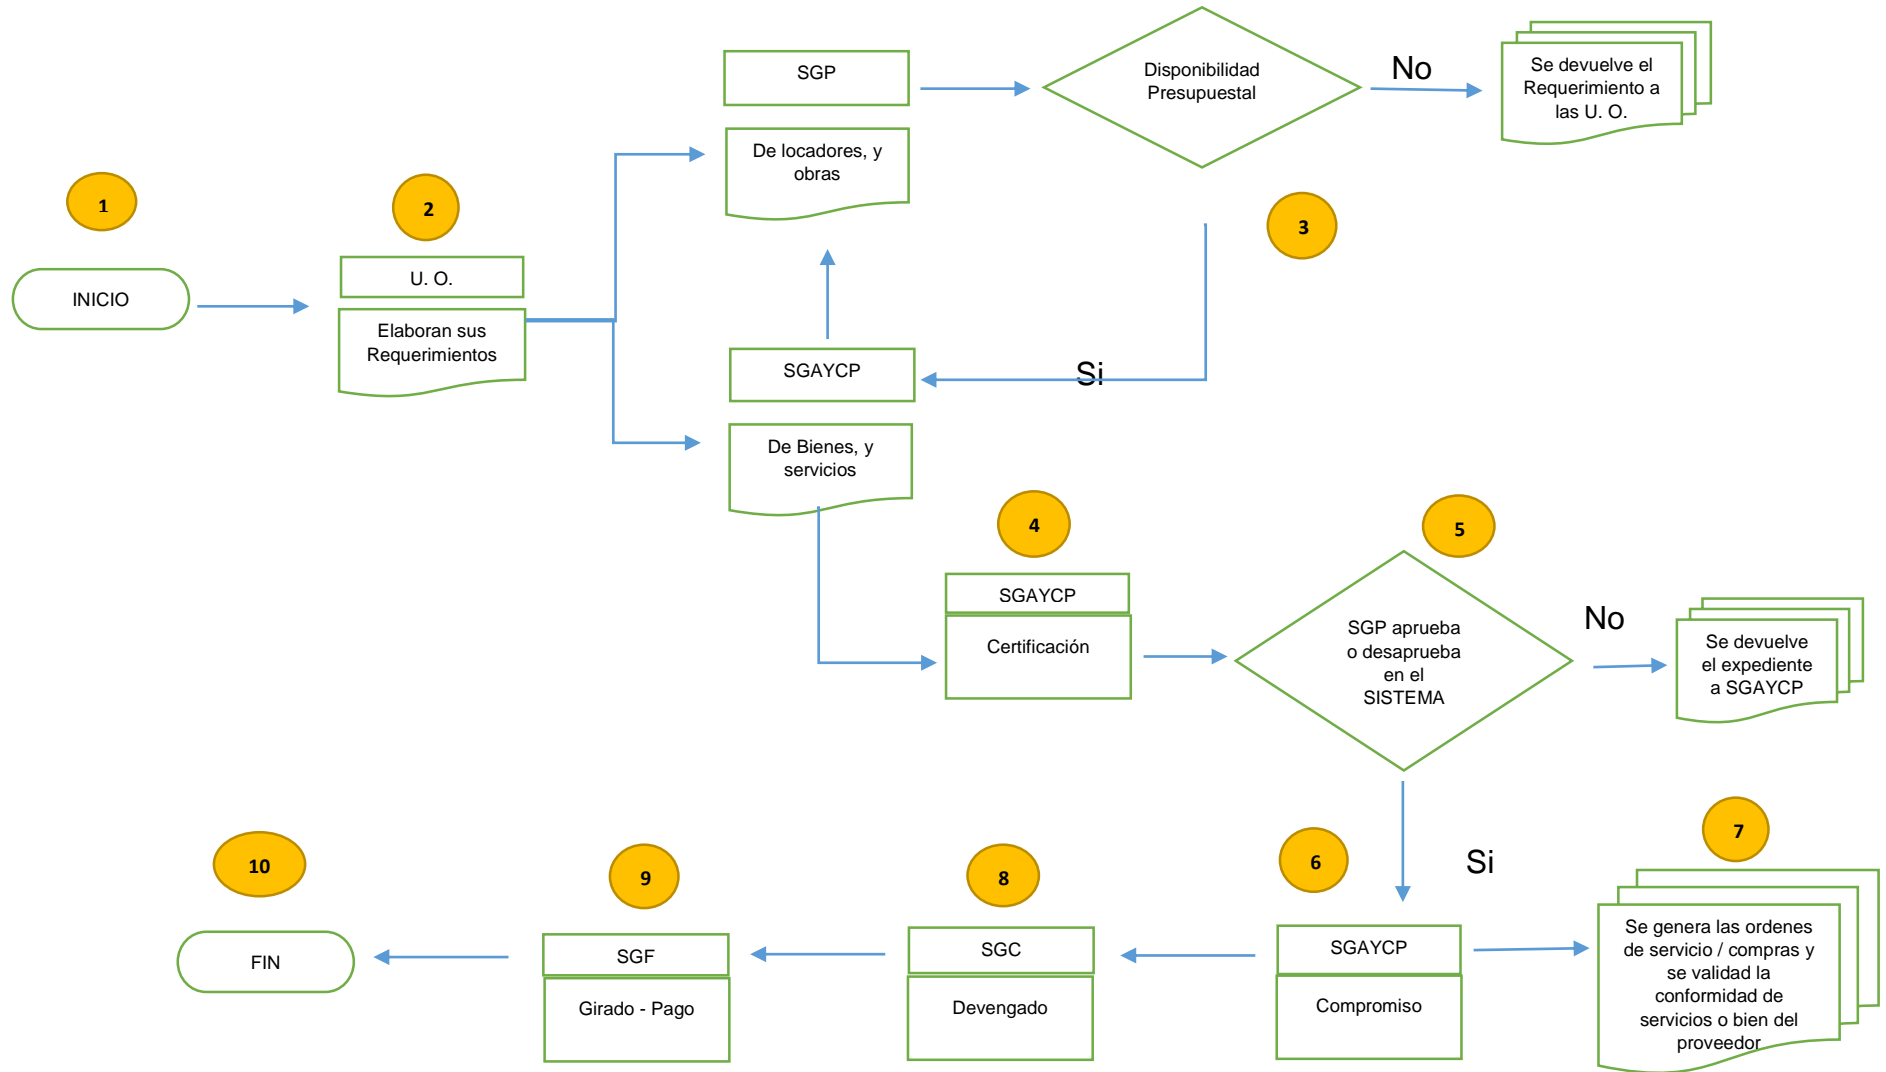 SGP
Disponibilidad
Presupuestal
No
Se devuelve el
Requerimiento a
las U. O.
De locadores, y
obras
1
2
3
INICIO
U. O.
Elaboran sus
Requerimientos
SGAYCP
Si
De Bienes, y
servicios
4
5
SGAYCP
Certificación
SGP aprueba
o desaprueba
en el
SISTEMA
No
Se devuelve
el expediente
a SGAYCP
10
9
8
6
Si
7
FIN
SGF
Girado - Pago
SGC
Devengado
SGAYCP
Compromiso
Se genera las ordenes
de servicio / compras y
se validad la
conformidad de
servicios o bien del
proveedor